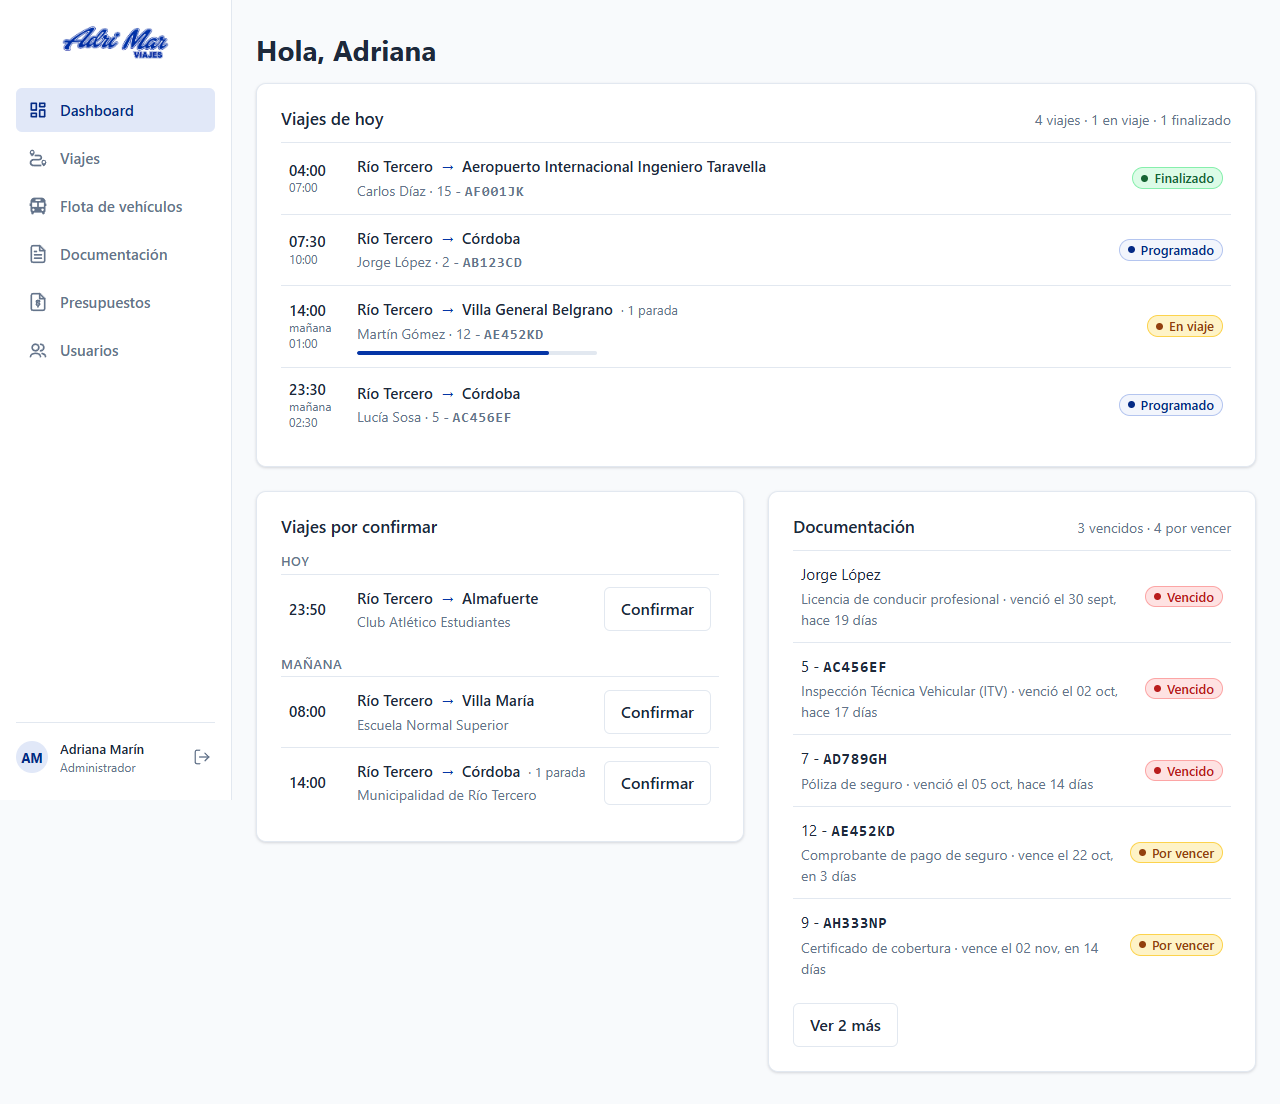 Adri Mar
VIAJES
Dashboard
Viajes
Flota de vehículos
Documentación
Presupuestos
Usuarios
AM
Adriana Marín
Administrador
Hola, Adriana
Viajes de hoy
4 viajes · 1 en viaje · 1 finalizado
04:00
07:00
Río Tercero → Aeropuerto Internacional Ingeniero Taravella
Carlos Díaz · 15 - AF001JK
Finalizado
07:30
10:00
Río Tercero → Córdoba
Jorge López · 2 - AB123CD
Programado
14:00
mañana
01:00
Río Tercero → Villa General Belgrano · 1 parada
Martín Gómez · 12 - AE452KD
En viaje
23:30
mañana
02:30
Río Tercero → Córdoba
Lucía Sosa · 5 - AC456EF
Programado
Viajes por confirmar
HOY
23:50
Río Tercero → Almafuerte
Club Atlético Estudiantes
Confirmar
MAÑANA
08:00
Río Tercero → Villa María
Escuela Normal Superior
Confirmar
14:00
Río Tercero → Córdoba · 1 parada
Municipalidad de Río Tercero
Confirmar
Documentación
3 vencidos · 4 por vencer
Jorge López
Licencia de conducir profesional · venció el 30 sept,
hace 19 días
Vencido
5 - AC456EF
Inspección Técnica Vehicular (ITV) · venció el 02 oct,
hace 17 días
Vencido
7 - AD789GH
Póliza de seguro · venció el 05 oct, hace 14 días
Vencido
12 - AE452KD
Comprobante de pago de seguro · vence el 22 oct,
en 3 días
Por vencer
9 - AH333NP
Certificado de cobertura · vence el 02 nov, en 14
días
Por vencer
Ver 2 más